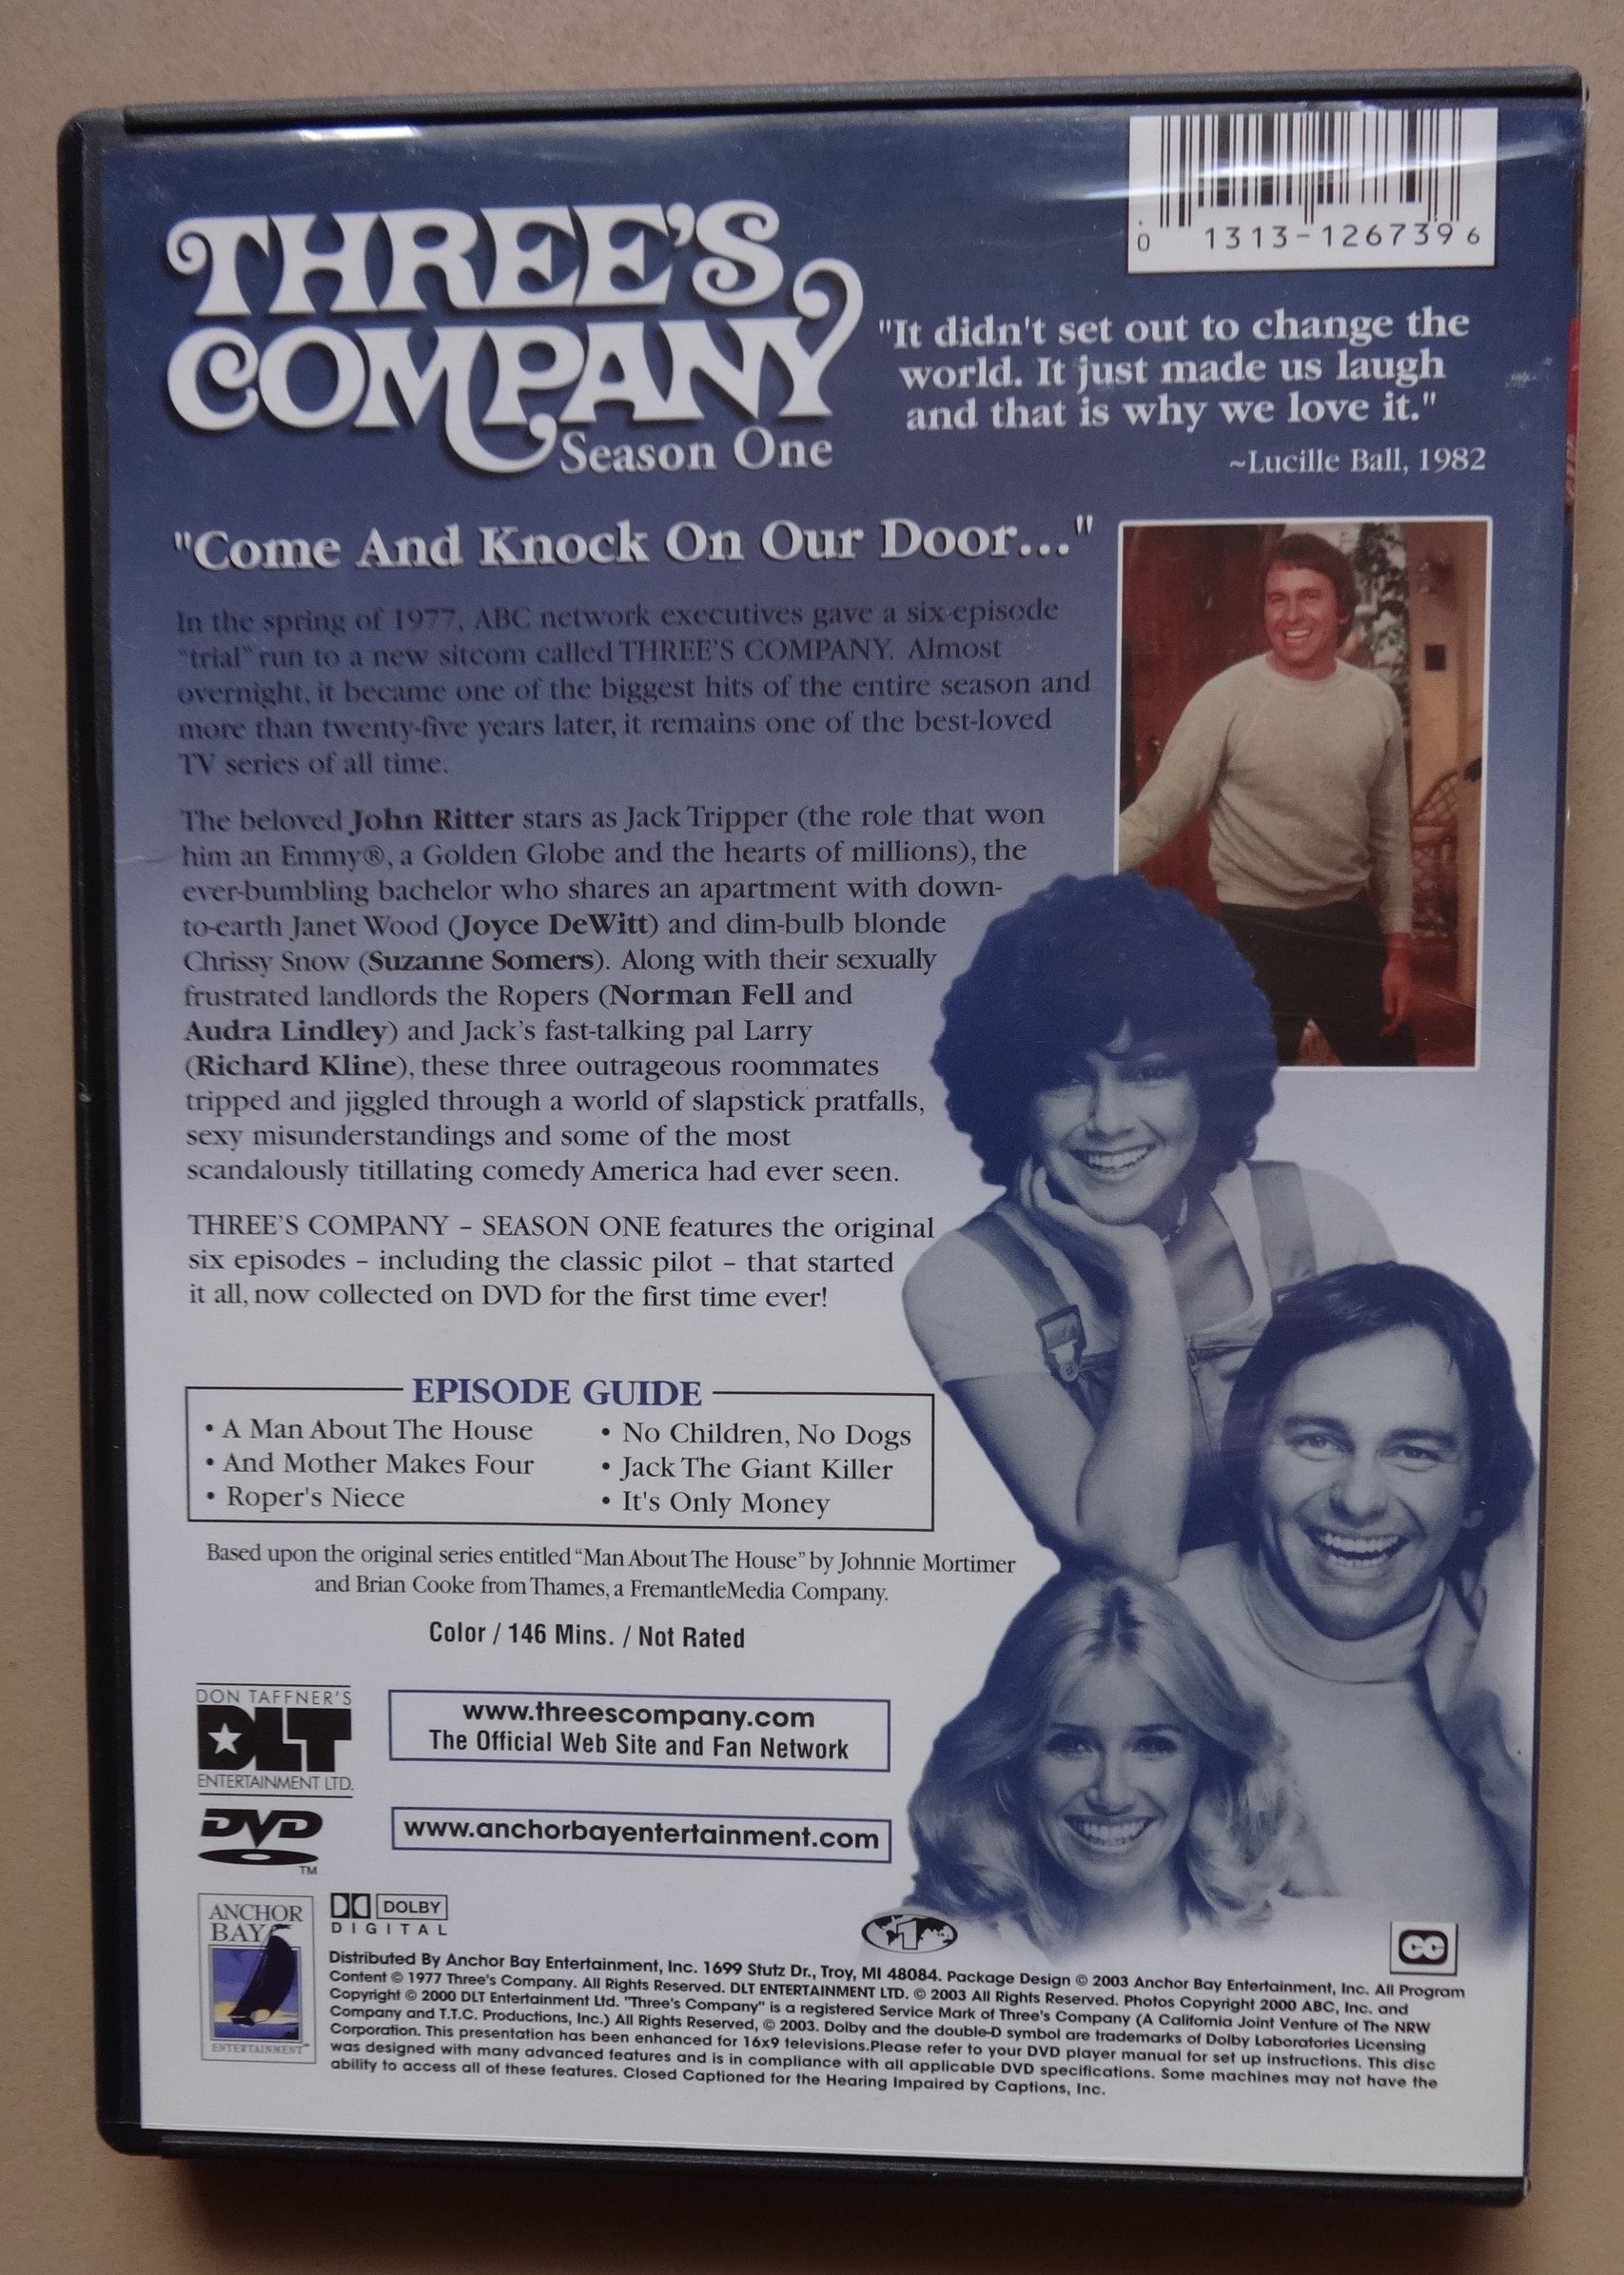 0 1313-12673 9 6
THREE'S
COMPANY
Season One
"It didn't set out to change the
world. It just made us laugh
and that is why we love it."
~Lucille Ball, 1982
"Come And Knock On Our Door..."
In the spring of 1977, ABC network executives gave a six-episode
“trial” run to a new sitcom called THREE'S COMPANY. Almost
overnight, it became one of the biggest hits of the entire season and
more than twenty-five years later, it remains one of the best-loved
TV series of all time.
The beloved John Ritter stars as Jack Tripper (the role that won
him an Emmy®, a Golden Globe and the hearts of millions), the
ever-bumbling bachelor who shares an apartment with down-
to-earth Janet Wood (Joyce DeWitt) and dim-bulb blonde
Chrissy Snow (Suzanne Somers). Along with their sexually
frustrated landlords the Ropers (Norman Fell and
Audra Lindley) and Jack's fast-talking pal Larry
(Richard Kline), these three outrageous roommates
tripped and jiggled through a world of slapstick pratfalls,
sexy misunderstandings and some of the most
scandalously titillating comedy America had ever seen.
THREE'S COMPANY – SEASON ONE features the original
six episodes – including the classic pilot – that started
it all, now collected on DVD for the first time ever!
EPISODE GUIDE
• A Man About The House
• And Mother Makes Four
• Roper's Niece
• No Children, No Dogs
• Jack The Giant Killer
• It's Only Money
Based upon the original series entitled “Man About The House” by Johnnie Mortimer
and Brian Cooke from Thames, a FremantleMedia Company.
Color / 146 Mins. / Not Rated
DON TAFFNER'S
DLT
ENTERTAINMENT LTD.
www.threescompany.com
The Official Web Site and Fan Network
DVD
TM
www.anchorbayentertainment.com
ANCHOR
BAY
ENTERTAINMENT
DOLBY
DIGITAL
1
CC
Distributed By Anchor Bay Entertainment, Inc. 1699 Stutz Dr., Troy, MI 48084. Package Design © 2003 Anchor Bay Entertainment, Inc. All Program
Content © 1977 Three's Company. All Rights Reserved. DLT ENTERTAINMENT LTD. © 2003 All Rights Reserved. Photos Copyright 2000 ABC, Inc. and
Copyright © 2000 DLT Entertainment Ltd. "Three's Company" is a registered Service Mark of Three's Company (A California Joint Venture of The NRW
Company and T.T.C. Productions, Inc.) All Rights Reserved, © 2003. Dolby and the double-D symbol are trademarks of Dolby Laboratories Licensing
Corporation. This presentation has been enhanced for 16x9 televisions.Please refer to your DVD player manual for set up instructions. This disc
was designed with many advanced features and is in compliance with all applicable DVD specifications. Some machines may not have the
ability to access all of these features. Closed Captioned for the Hearing Impaired by Captions, Inc.